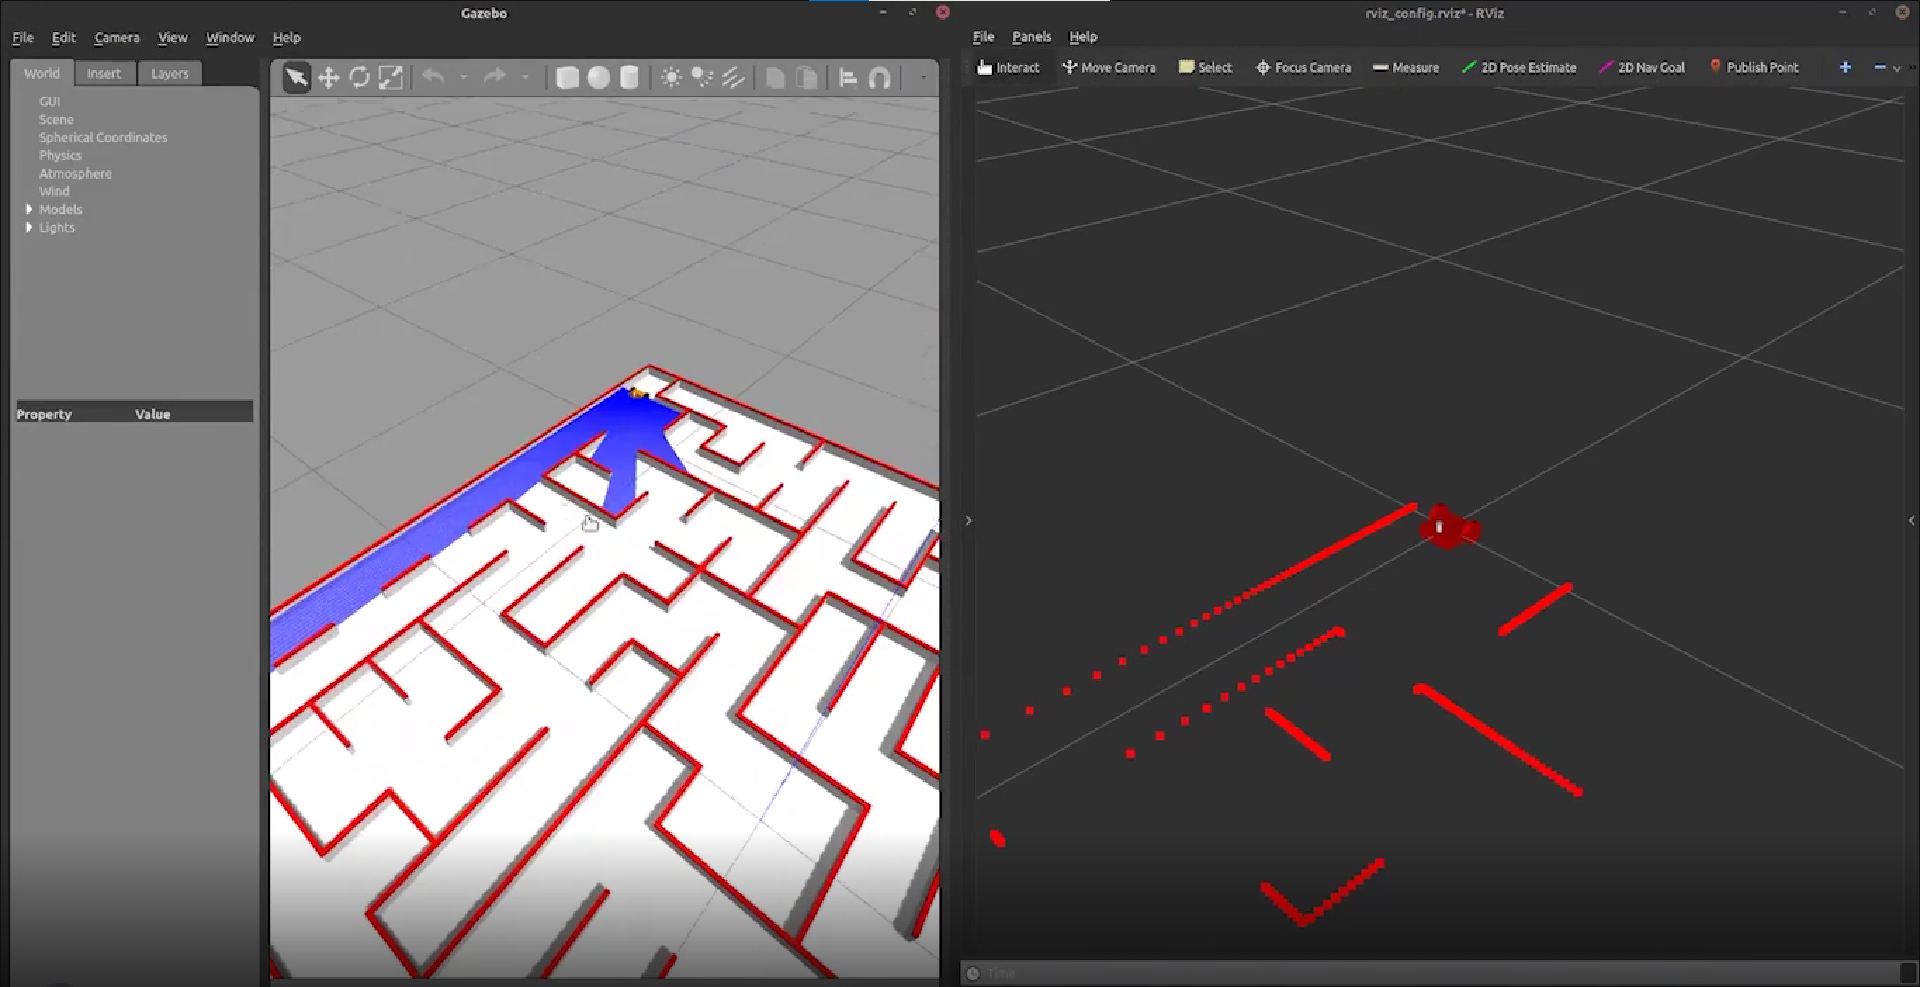 Gazebo
File Edit Camera View Window Help
World Insert Layers
GUI
Scene
Spherical Coordinates
Physics
Atmosphere
Wind
Models
Lights
Property Value
rviz_config.rviz* - RViz
File Panels Help
Interact Move Camera Select Focus Camera Measure 2D Pose Estimate 2D Nav Goal Publish Point
Time